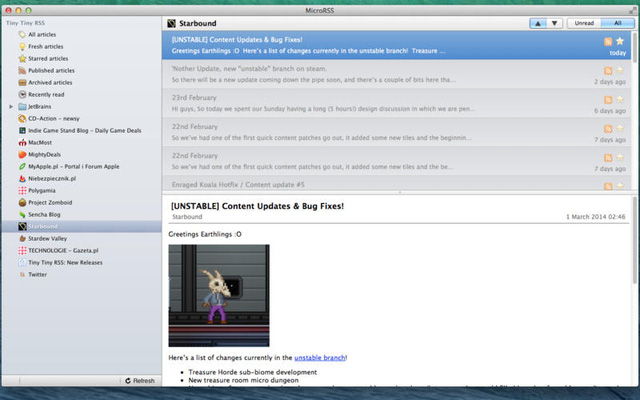 MicroRSS
Tiny Tiny RSS
All articles
Fresh articles
Starred articles
Published articles
Archived articles
Recently read
JetBrains
CD-Action - newsy
Indie Game Stand Blog - Daily Game Deals
MacMost
MightyDeals
MyApple.pl - Portal i Forum Apple
Niebezpiecznik.pl
Polygamia
Project Zomboid
Sencha Blog
Starbound
Stardew Valley
TECHNOLOGIE - Gazeta.pl
Tiny Tiny RSS: New Releases
Twitter
Refresh
Starbound
Unread
All
[UNSTABLE] Content Updates & Bug Fixes!
Greetings Earthlings :O Here's a list of changes currently in the unstable branch! Treasure ...
today
'Nother Update, new "unstable" branch on steam.
So there will be a new update coming down the pipe soon, and there's a couple of bits here tha...
2 days ago
23rd February
Hi guys, So today we spent our Sunday having a long (5 hours!) design discussion in which we are pen...
6 days ago
22nd February
So we've had one of the first quick content patches go out, it added some new tiles and the beginnin...
7 days ago
22nd February
So we've had one of the first quick content patches go out, it added some new tiles and the be...
7 days ago
Enraged Koala Hotfix / Content update #5
[UNSTABLE] Content Updates & Bug Fixes!
Starbound
1 March 2014 02:46
Greetings Earthlings :O
Here's a list of changes currently in the unstable branch!
• Treasure Horde sub-biome development
• New treasure room micro dungeon